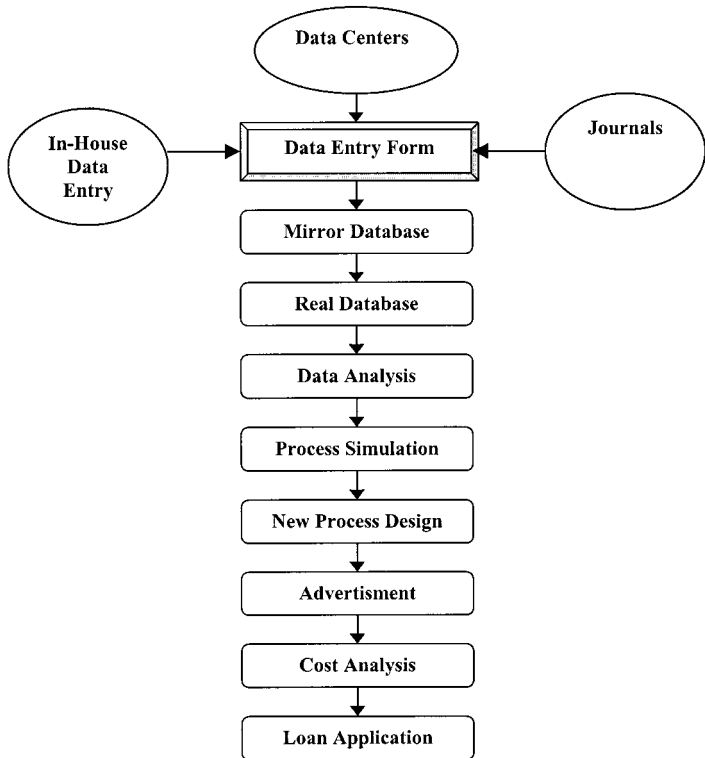 Data Centers
In-House
Data
Entry
Data Entry Form
Journals
Mirror Database
Real Database
Data Analysis
Process Simulation
New Process Design
Advertisment
Cost Analysis
Loan Application